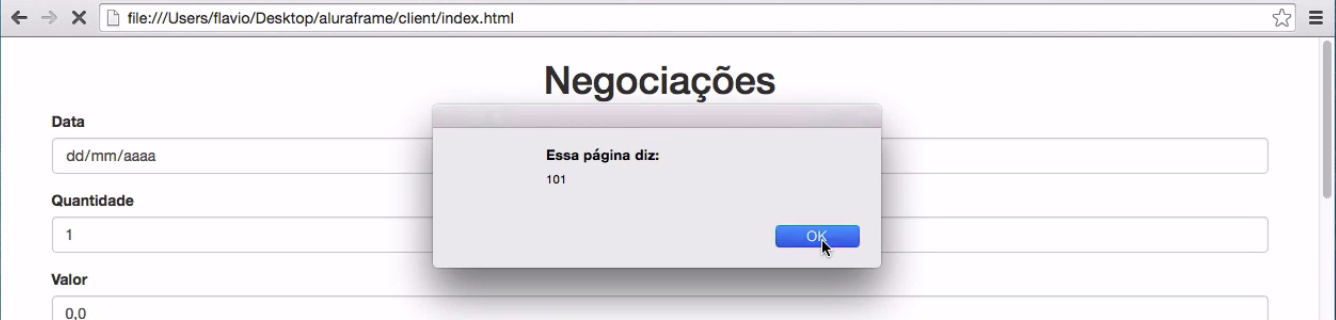 file:///Users/flavio/Desktop/aluraframe/client/index.html
Negociações
Data
dd/mm/aaaa
Essa página diz:
101
OK
Quantidade
1
Valor
0,0